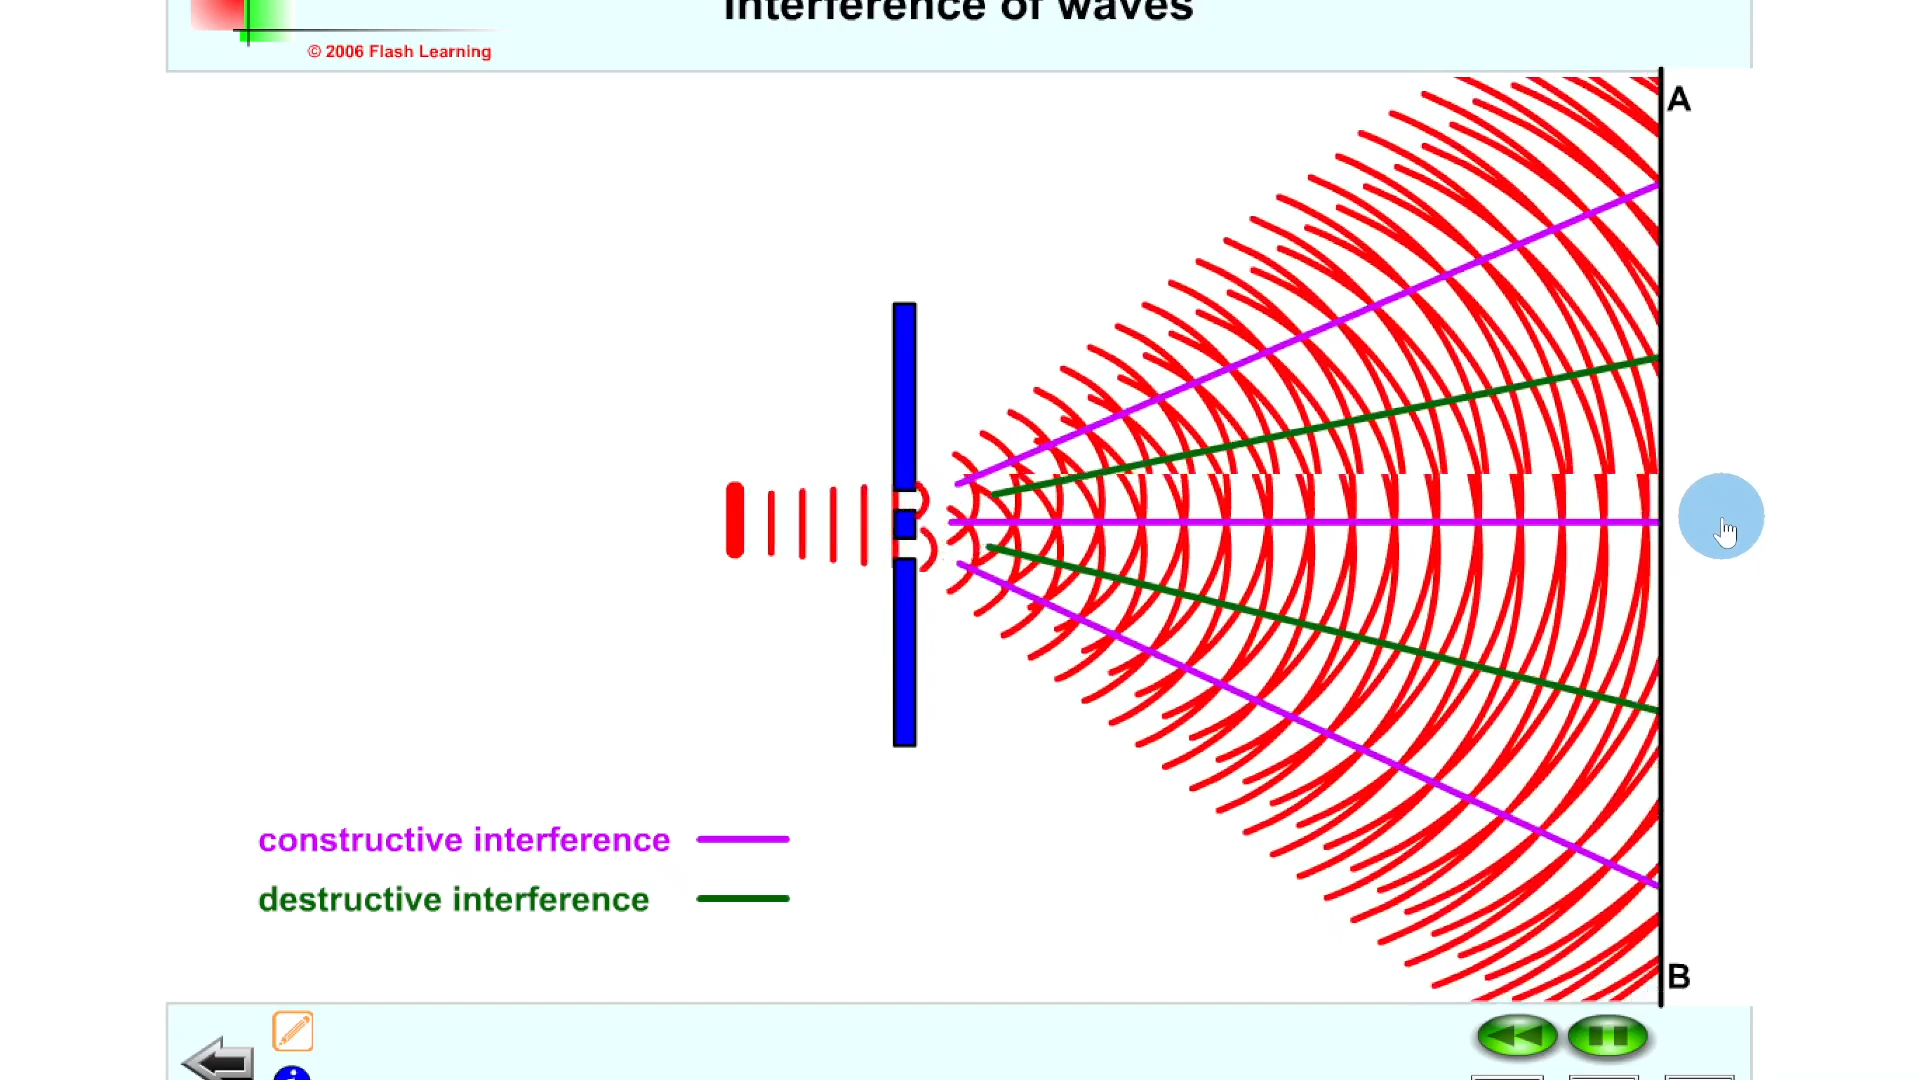 Interference of waves
© 2006 Flash Learning
A
constructive interference
destructive interference
B